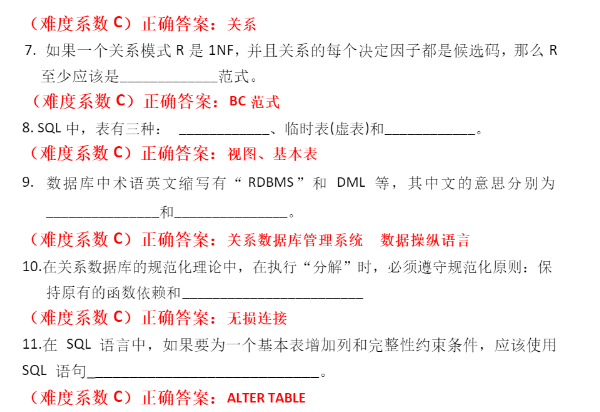 （难度系数 C）正确答案：关系
7. 如果一个关系模式 R 是 1NF，并且关系的每个决定因子都是候选码，那么 R
至少应该是_____________范式。
（难度系数 C）正确答案：BC 范式
8. SQL 中，表有三种： ____________、临时表(虚表)和____________。
（难度系数 C）正确答案：视图、基本表
9. 数据库中术语英文缩写有“ RDBMS”和 DML 等，其中文的意思分别为
_______________和_______________。
（难度系数 C）正确答案：关系数据库管理系统 数据操纵语言
10.在关系数据库的规范化理论中，在执行“分解”时，必须遵守规范化原则：保
持原有的函数依赖和________________________
（难度系数 C）正确答案：无损连接
11.在 SQL 语言中，如果要为一个基本表增加列和完整性约束条件，应该使用
SQL 语句_______________________________。
（难度系数 C）正确答案：ALTER TABLE